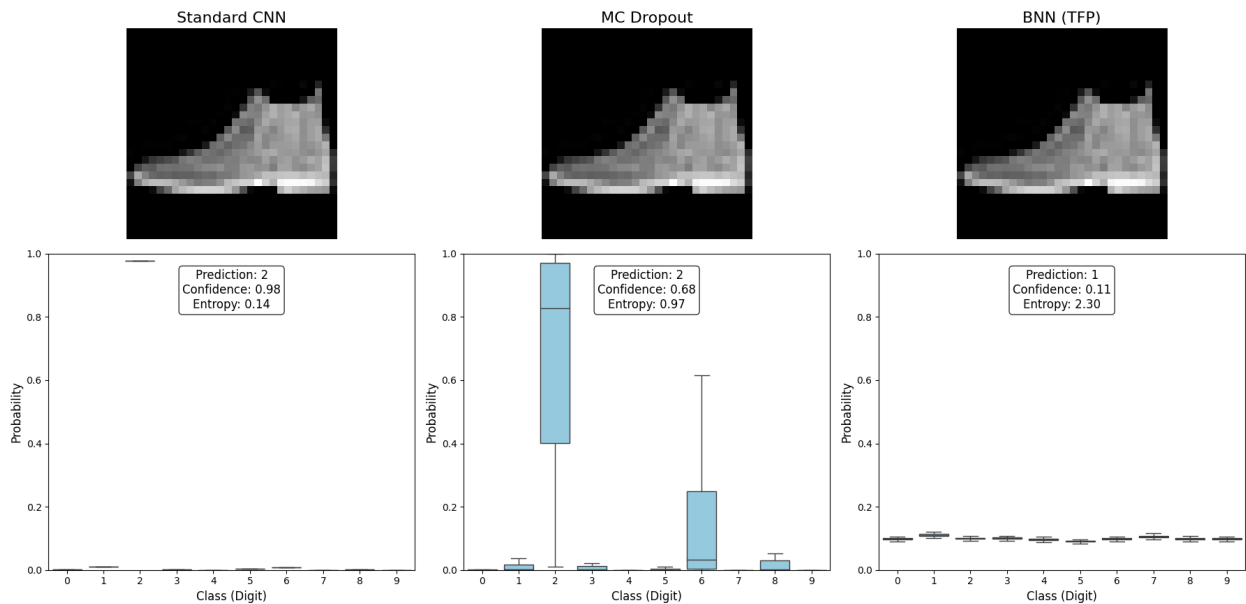 Standard CNN
MC Dropout
BNN (TFP)
1.0
0.8
0.6
0.4
0.2
0.0
Probability
Prediction: 2
Confidence: 0.98
Entropy: 0.14
0 1 2 3 4 5 6 7 8 9
Class (Digit)
1.0
0.8
0.6
0.4
0.2
0.0
Probability
Prediction: 2
Confidence: 0.68
Entropy: 0.97
0 1 2 3 4 5 6 7 8 9
Class (Digit)
1.0
0.8
0.6
0.4
0.2
0.0
Probability
Prediction: 1
Confidence: 0.11
Entropy: 2.30
0 1 2 3 4 5 6 7 8 9
Class (Digit)